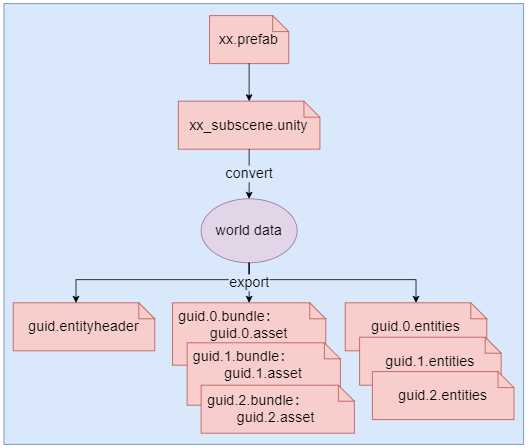 xx.prefab
xx_subscene.unity
convert
world data
export
guid.entityheader
guid.0.bundle:
guid.0.asset
guid.1.bundle:
guid.1.asset
guid.2.bundle:
guid.2.asset
guid.0.entities
guid.1.entities
guid.2.entities